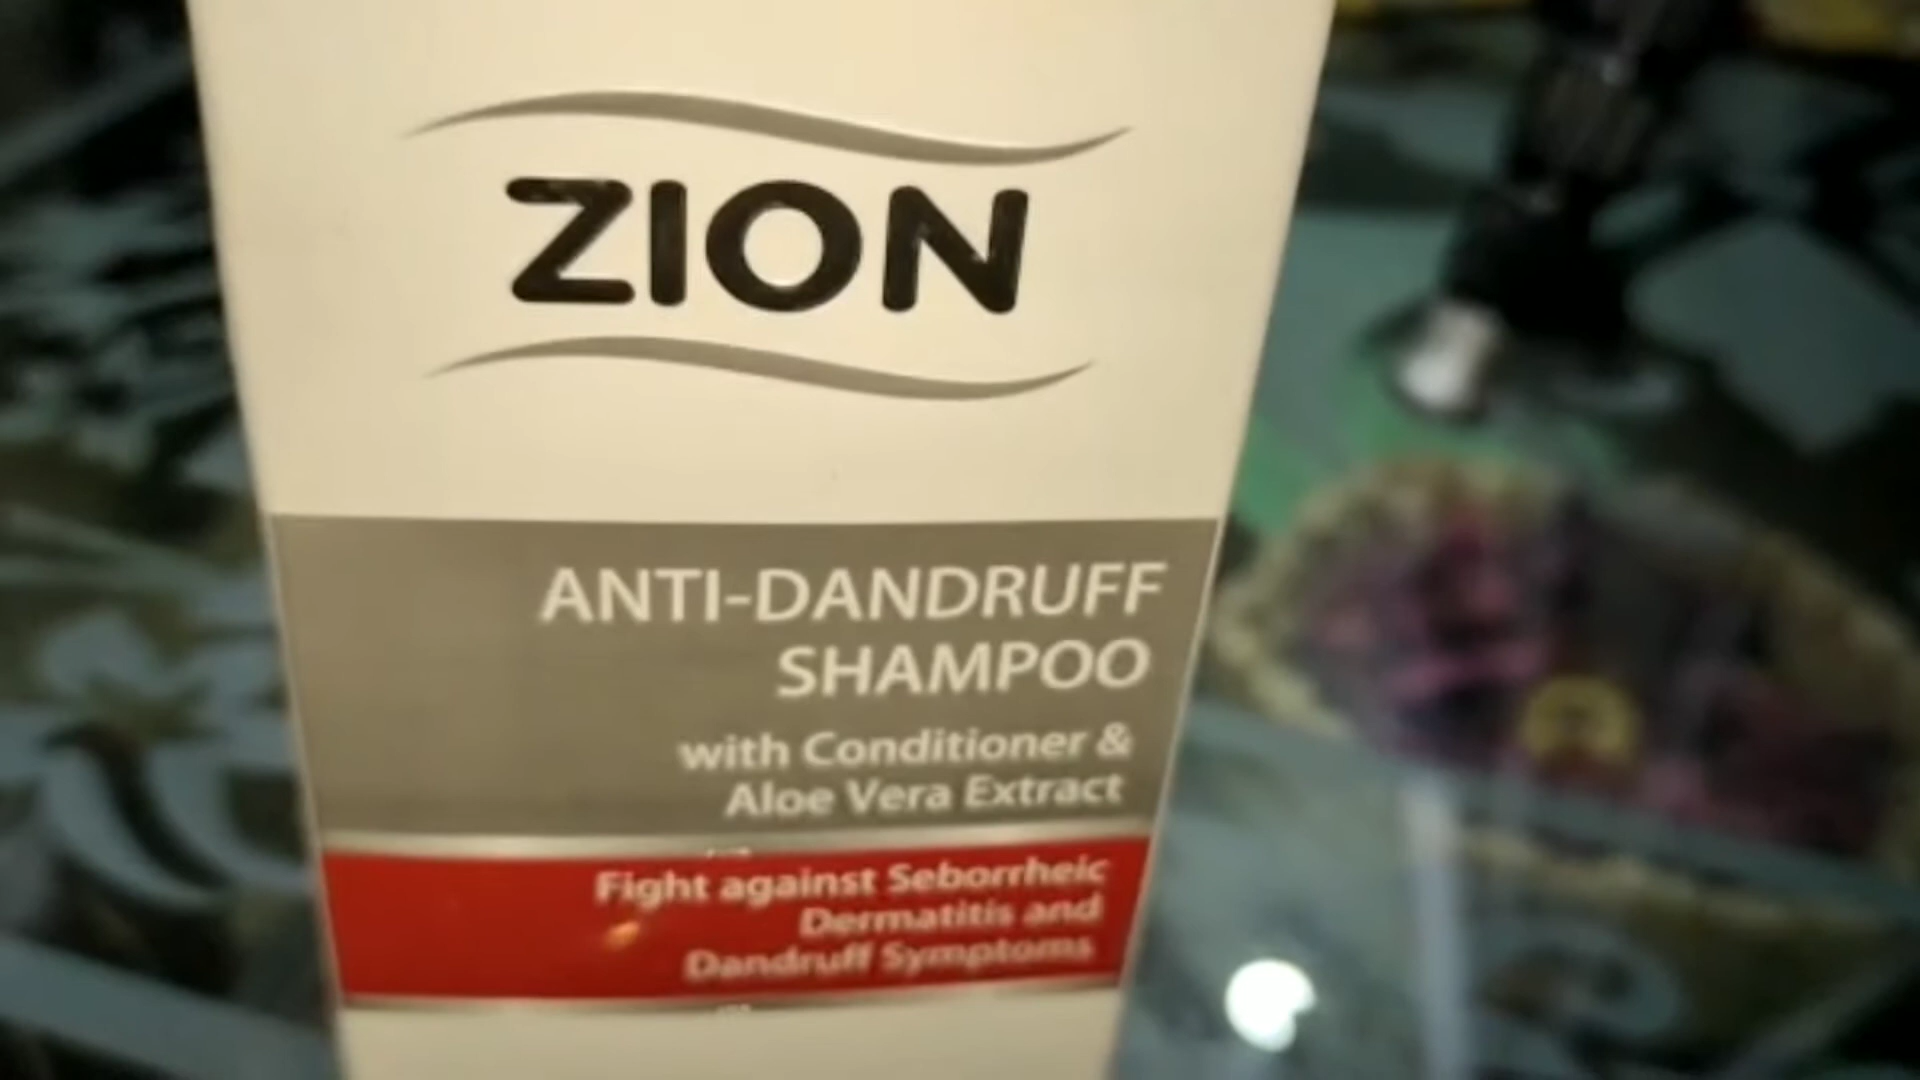 ZION
ANTI-DANDRUFF
SHAMPOO
with Conditioner &
Aloe Vera Extract
Fight against Seborrheic
Dermatitis and
Dandruff Symptoms